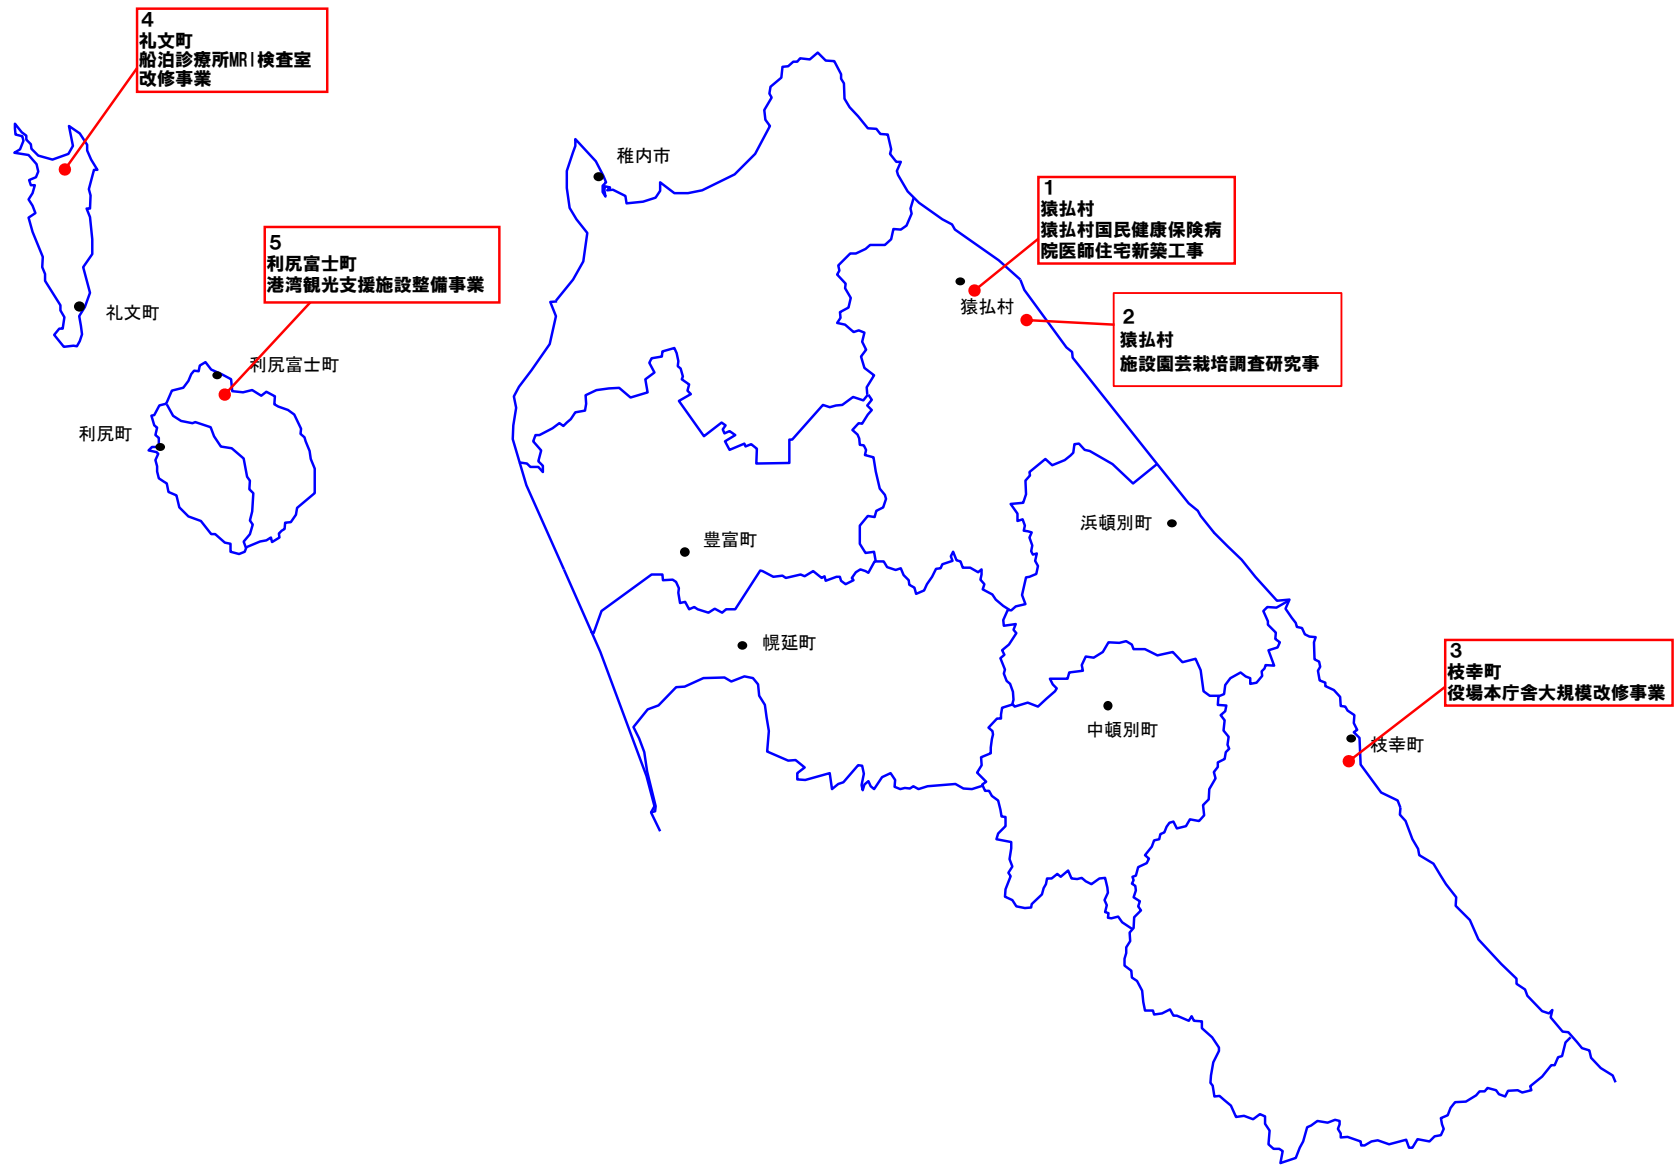 4
礼文町
船泊診療所MRI検査室
改修事業
稚内市
1
猿払村
猿払村国民健康保険病
院医師住宅新築工事
5
利尻富士町
港湾観光支援施設整備事業
礼文町
猿払村
2
猿払村
施設園芸栽培調査研究事
利尻富士町
利尻町
浜頓別町
豊富町
幌延町
3
枝幸町
役場本庁舎大規模改修事業
中頓別町
枝幸町